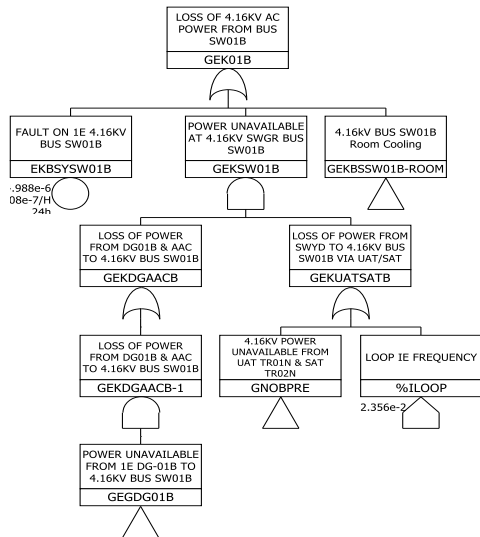 LOSS OF 4.16KV AC
POWER FROM BUS
SW01B
GEK01B
FAULT ON 1E 4.16KV
BUS SW01B
EKBSYSW01B
.988e-6
08e-7/H
24h
POWER UNAVAILABLE
AT 4.16KV SWGR BUS
SW01B
GEKSW01B
4.16kV BUS SW01B
Room Cooling
GEKBSSW01B-ROOM
LOSS OF POWER
FROM DG01B & AAC
TO 4.16KV BUS SW01B
GEKDGAACB
LOSS OF POWER FROM
SWYD TO 4.16KV BUS
SW01B VIA UAT/SAT
GEKUATSATB
LOSS OF POWER
FROM DG01B & AAC
TO 4.16KV BUS SW01B
GEKDGAACB-1
4.16KV POWER
UNAVAILABLE FROM
UAT TR01N & SAT
TR02N
GNOBPRE
LOOP IE FREQUENCY
%ILOOP
2.356e-2
POWER UNAVAILABLE
FROM 1E DG-01B TO
4.16KV BUS SW01B
GEGDG01B